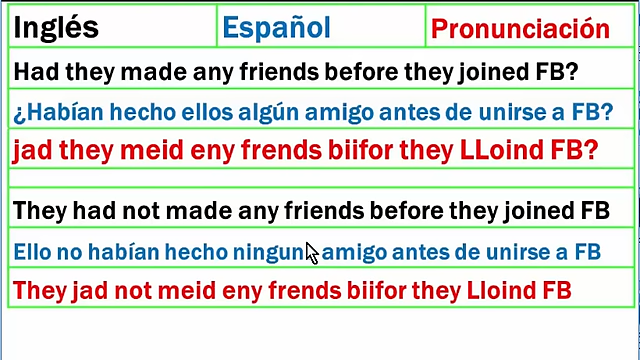 Inglés Español Pronunciación
Had they made any friends before they joined FB?
¿Habían hecho ellos algún amigo antes de unirse a FB?
jad they meid eny frends biifor they LLoind FB?
They had not made any friends before they joined FB
Ello no habían hecho ningun amigo antes de unirse a FB
They jad not meid eny frends biifor they Lloind FB